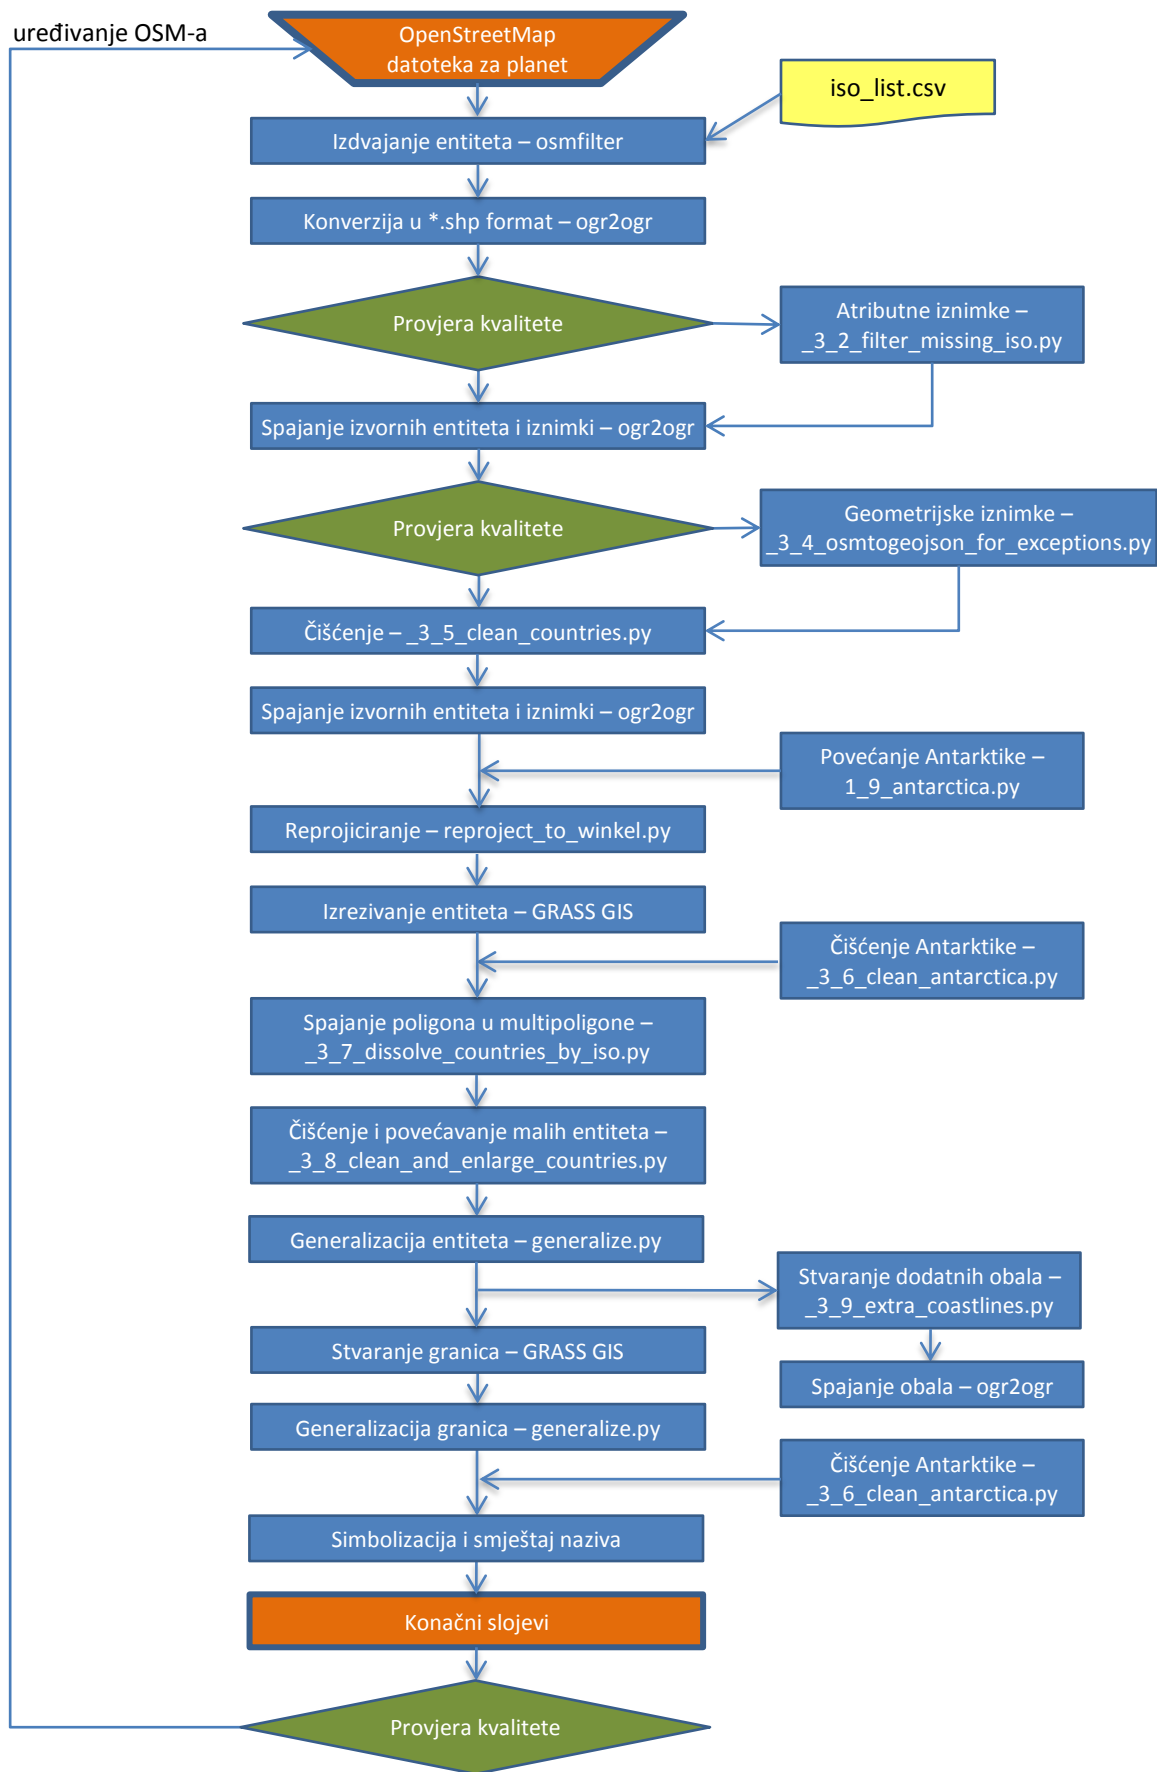 uređivanje OSM-a
OpenStreetMap
datoteka za planet
iso_list.csv
Izdvajanje entiteta – osmfilter
Konverzija u *.shp format – ogr2ogr
Provjera kvalitete
Atributne iznimke –
_3_2_filter_missing_iso.py
Spajanje izvornih entiteta i iznimki – ogr2ogr
Provjera kvalitete
Geometrijske iznimke –
_3_4_osmtogeojson_for_exceptions.py
Čišćenje – _3_5_clean_countries.py
Spajanje izvornih entiteta i iznimki – ogr2ogr
Povećanje Antarktike –
1_9_antarctica.py
Reprojiciranje – reproject_to_winkel.py
Izrezivanje entiteta – GRASS GIS
Čišćenje Antarktike –
_3_6_clean_antarctica.py
Spajanje poligona u multipoligone –
_3_7_dissolve_countries_by_iso.py
Čišćenje i povećavanje malih entiteta –
_3_8_clean_and_enlarge_countries.py
Generalizacija entiteta – generalize.py
Stvaranje dodatnih obala –
_3_9_extra_coastlines.py
Stvaranje granica – GRASS GIS
Spajanje obala – ogr2ogr
Generalizacija granica – generalize.py
Čišćenje Antarktike –
_3_6_clean_antarctica.py
Simbolizacija i smještaj naziva
Konačni slojevi
Provjera kvalitete